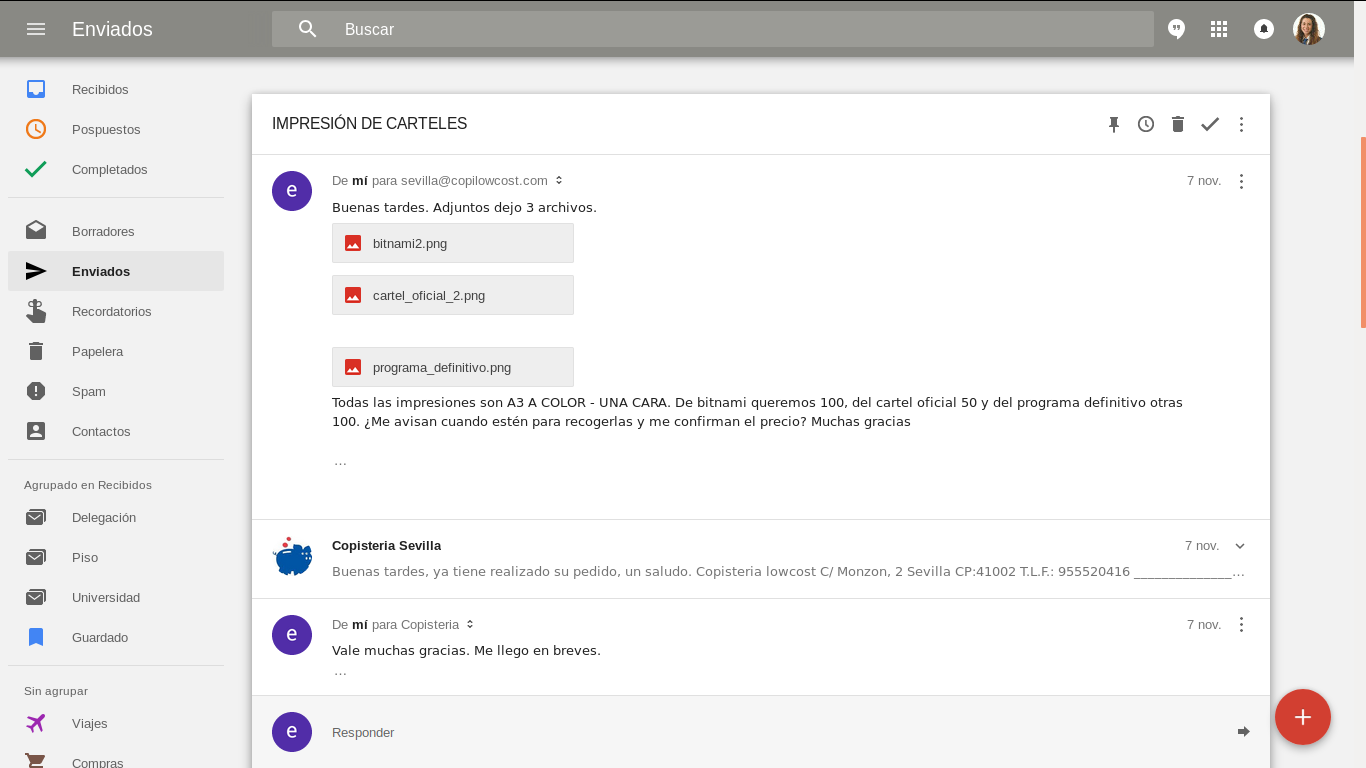 Enviados
Buscar
Recibidos
Pospuestos
Completados
Borradores
Enviados
Recordatorios
Papelera
Spam
Contactos
Agrupado en Recibidos
Delegación
Piso
Universidad
Guardado
Sin agrupar
Viajes
Compras
IMPRESIÓN DE CARTELES
e
De mí para sevilla@copilowcost.com
7 nov.
Buenas tardes. Adjuntos dejo 3 archivos.
bitnami2.png
cartel_oficial_2.png
programa_definitivo.png
Todas las impresiones son A3 A COLOR - UNA CARA. De bitnami queremos 100, del cartel oficial 50 y del programa definitivo otras
100. ¿Me avisan cuando estén para recogerlas y me confirman el precio? Muchas gracias
...
Copisteria Sevilla
7 nov.
Buenas tardes, ya tiene realizado su pedido, un saludo. Copisteria lowcost C/ Monzon, 2 Sevilla CP:41002 T.L.F.: 955520416 ______________...
e
De mí para Copisteria
7 nov.
Vale muchas gracias. Me llego en breves.
...
e
Responder